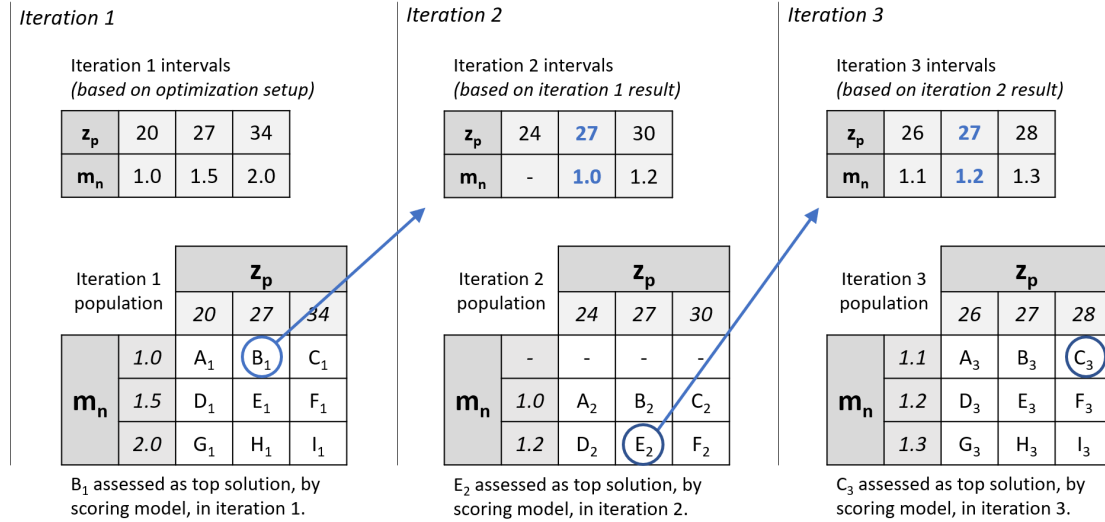 Iteration 1
Iteration 1 intervals
(based on optimization setup)
zp 20 27 34
mn 1.0 1.5 2.0
Iteration 1
population
zp
20 27 34
mn
1.0 A1 B1 C1
1.5 D1 E1 F1
2.0 G1 H1 I1
B1 assessed as top solution, by
scoring model, in iteration 1.
Iteration 2
Iteration 2 intervals
(based on iteration 1 result)
zp 24 27 30
mn - 1.0 1.2
Iteration 2
population
zp
24 27 30
mn
- - - -
1.0 A2 B2 C2
1.2 D2 E2 F2
E2 assessed as top solution, by
scoring model, in iteration 2.
Iteration 3
Iteration 3 intervals
(based on iteration 2 result)
zp 26 27 28
mn 1.1 1.2 1.3
Iteration 3
population
zp
26 27 28
mn
1.1 A3 B3 C3
1.2 D3 E3 F3
1.3 G3 H3 I3
C3 assessed as top solution, by
scoring model, in iteration 3.